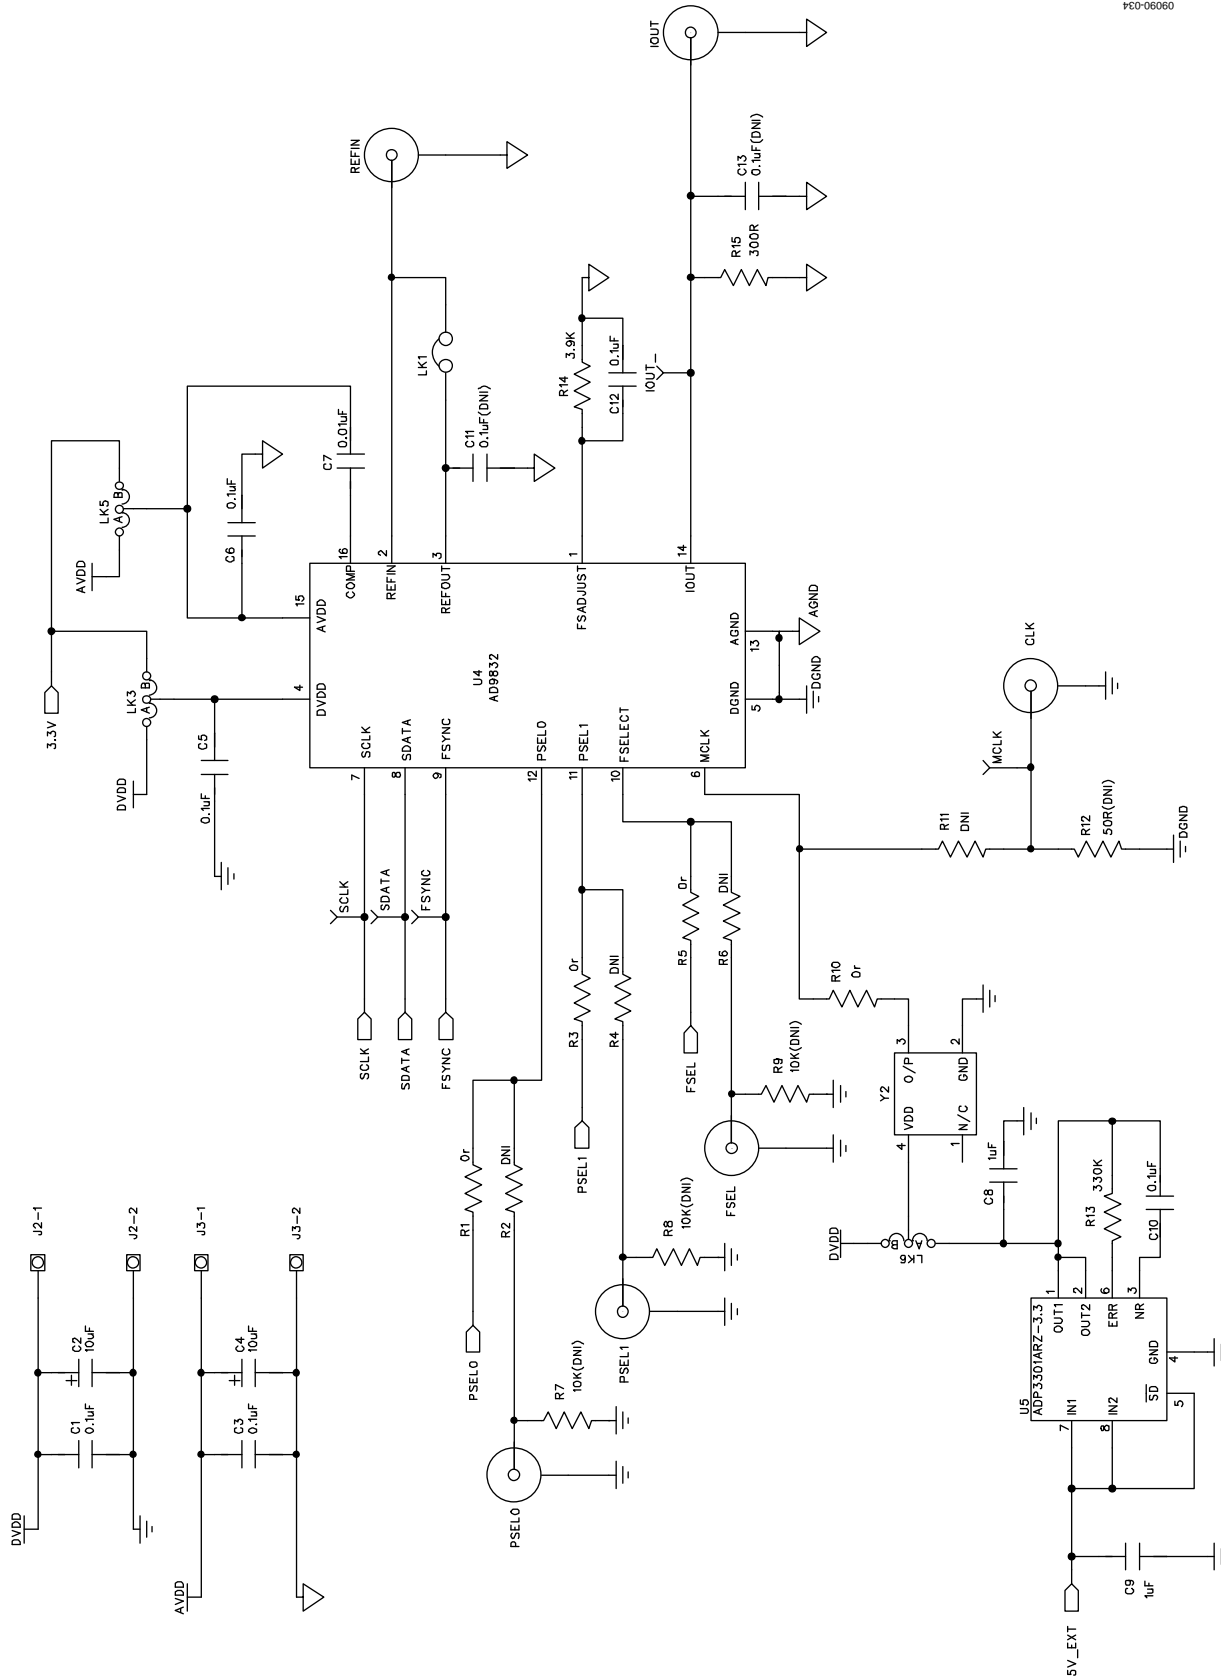 09090-034
IOUT
REFIN
C13
0.1uF(DNI)
R15
300R
R14
3.9K
C12
0.1uF
IOUT_
LK1
C11
0.1uF(DNI)
C7
0.01uF
LK5
A
B
AVDD
C6
0.1uF
3.3V
LK3
A
B
DVDD
C5
0.1uF
U4
AD9832
15
AVDD
4
DVDD
COMP
16
REFIN
2
REFOUT
3
FSADJUST
1
IOUT
14
AGND
13
DGND
5
AGND
DGND
SCLK
7
SDATA
8
FSYNC
9
PSEL0
12
PSEL1
11
FSELECT
10
MCLK
6
SCLK
SDATA
FSYNC
SCLK
SDATA
FSYNC
CLK
MCLK
R11
DNI
R12
50R(DNI)
DGND
R10
0r
R5
0r
R6
DNI
R3
0r
R4
DNI
R1
0r
R2
DNI
FSEL
FSEL
R9
10K(DNI)
PSEL1
PSEL1
R8
10K(DNI)
PSEL0
PSEL0
R7
10K(DNI)
Y2
O/P
3
GND
2
VDD
4
N/C
1
C8
1uF
DVDD
LK6
A
B
R13
330K
C10
0.1uF
U5
ADP3301ARZ-3.3
OUT1
1
OUT2
2
ERR
6
NR
3
GND
4
SD
5
IN1
7
IN2
8
C9
1uF
5V_EXT
J2-1
J2-2
J3-1
J3-2
C2
10uF
+
C1
0.1uF
C4
10uF
+
C3
0.1uF
DVDD
AVDD